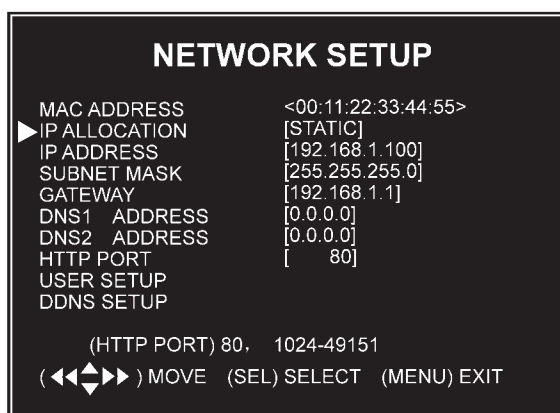 NETWORK SETUP
MAC ADDRESS <00:11:22:33:44:55>
IP ALLOCATION [STATIC]
IP ADDRESS [192.168.1.100]
SUBNET MASK [255.255.255.0]
GATEWAY [192.168.1.1]
DNS1 ADDRESS [0.0.0.0]
DNS2 ADDRESS [0.0.0.0]
HTTP PORT [ 80]
USER SETUP
DDNS SETUP
(HTTP PORT) 80, 1024-49151
( ) MOVE (SEL) SELECT (MENU) EXIT